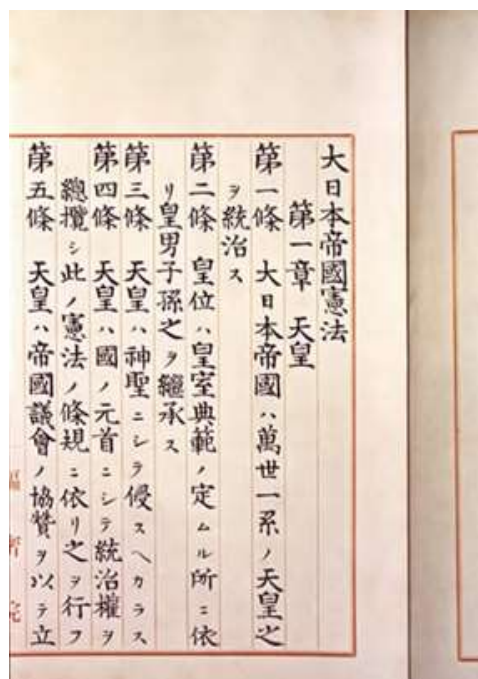 大日本帝國憲法
第一章 天皇
第一條 大日本帝國ハ萬世一系ノ天皇之
ヲ統治ス
第二條 皇位ハ皇室典範ノ定ムル所ニ依
リ皇男子孫之ヲ繼承ス
第三條 天皇ハ神聖ニシテ侵スヘカラス
第四條 天皇ハ國ノ元首ニシテ統治權ヲ
總攬シ此ノ憲法ノ條規ニ依リ之ヲ行フ
第五條 天皇ハ帝國議會ノ協贊ヲ以テ立